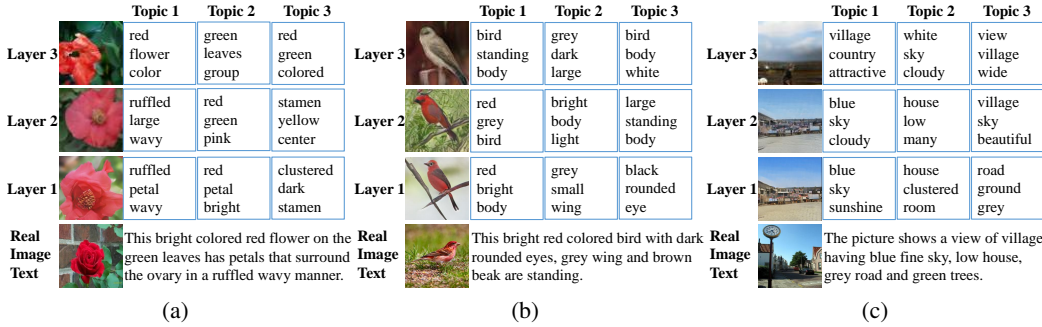 Topic 1 Topic 2 Topic 3
Layer 3
red
flower
color
green
leaves
group
red
green
colored
Layer 2
ruffled
large
wavy
red
green
pink
stamen
yellow
center
Layer 1
ruffled
petal
wavy
red
petal
bright
clustered
dark
stamen
Real
Image
Text
This bright colored red flower on the
green leaves has petals that surround
the ovary in a ruffled wavy manner.
(a)
Topic 1 Topic 2 Topic 3
Layer 3
bird
standing
body
grey
dark
large
bird
body
white
Layer 2
red
grey
bird
bright
body
light
large
standing
body
Layer 1
red
bright
body
grey
small
wing
black
rounded
eye
Real
Image
Text
This bright red colored bird with dark
rounded eyes, grey wing and brown
beak are standing.
(b)
Topic 1 Topic 2 Topic 3
Layer 3
village
country
attractive
white
sky
cloudy
view
village
wide
Layer 2
blue
sky
cloudy
house
low
many
village
sky
beautiful
Layer 1
blue
sky
sunshine
house
clustered
room
road
ground
grey
Real
Image
Text
The picture shows a view of village
having blue fine sky, low house,
grey road and green trees.
(c)